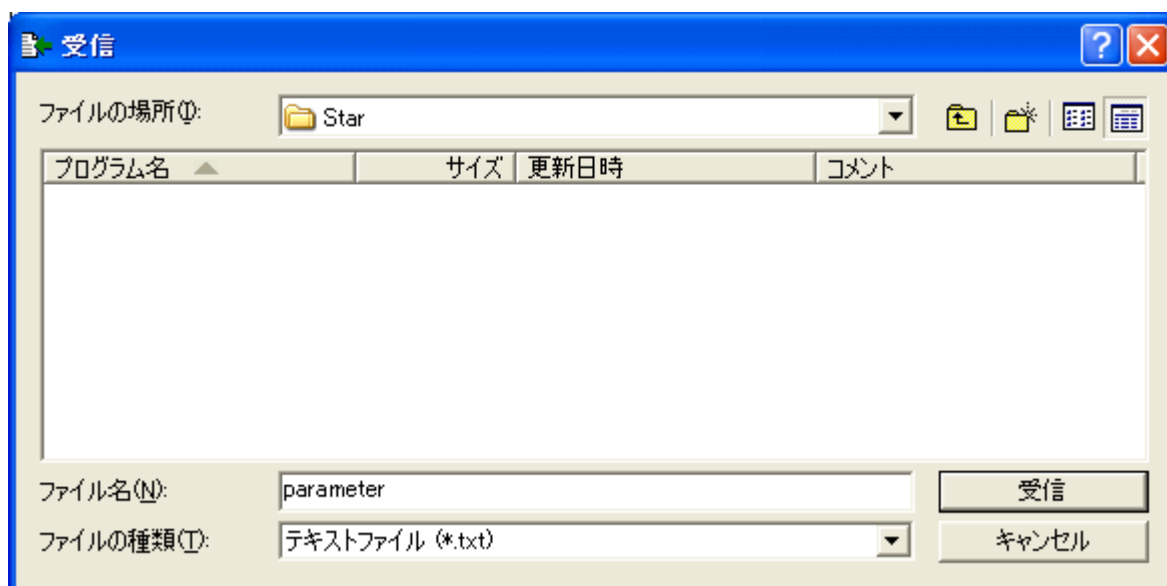 受信
ファイルの場所(I):
Star
プログラム名 サイズ 更新日時 コメント
ファイル名(N): parameter 受信
ファイルの種類(T): テキストファイル (*.txt) キャンセル